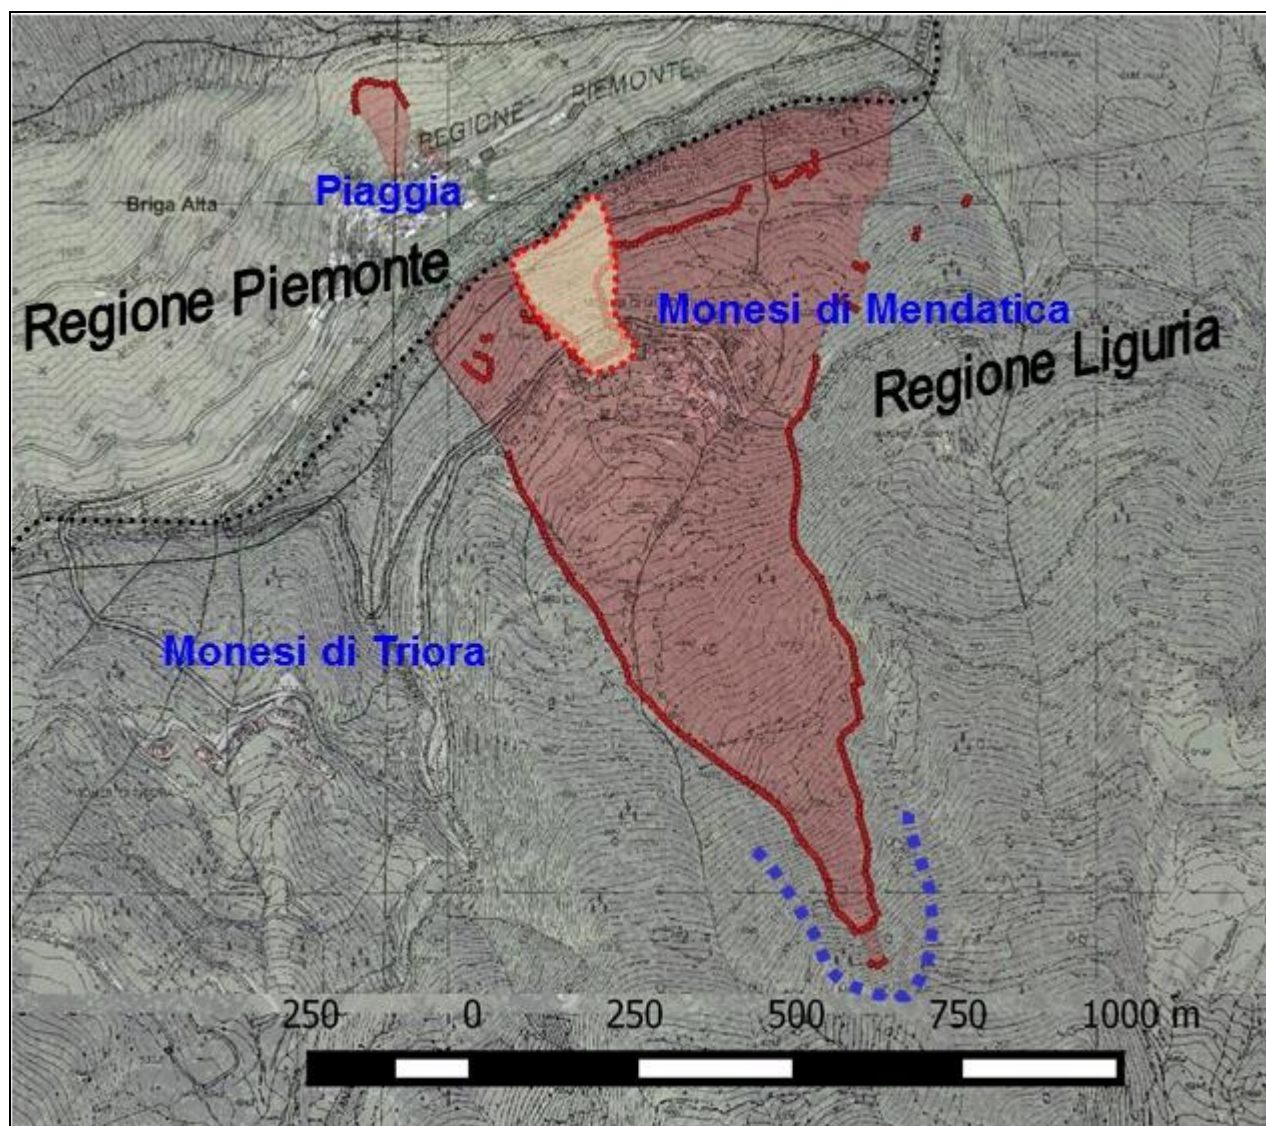 REGIONE PIEMONTE
Piaggia
Briga Alta
Regione Piemonte
Monesi di Mendatica
Regione Liguria
Monesi di Triora
250 0 250 500 750 1000 m